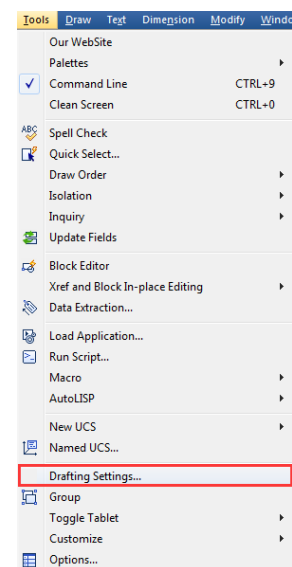 Tools Draw Text Dimension Modify
Our WebSite
Palettes
Command Line CTRL+9
Clean Screen CTRL+0
ABC Spell Check
Quick Select...
Draw Order
Isolation
Inquiry
Update Fields
Block Editor
Xref and Block In-place Editing
Data Extraction...
Load Application...
Run Script...
Macro
AutoLISP
New UCS
Named UCS...
Drafting Settings...
Group
Toggle Tablet
Customize
Options...